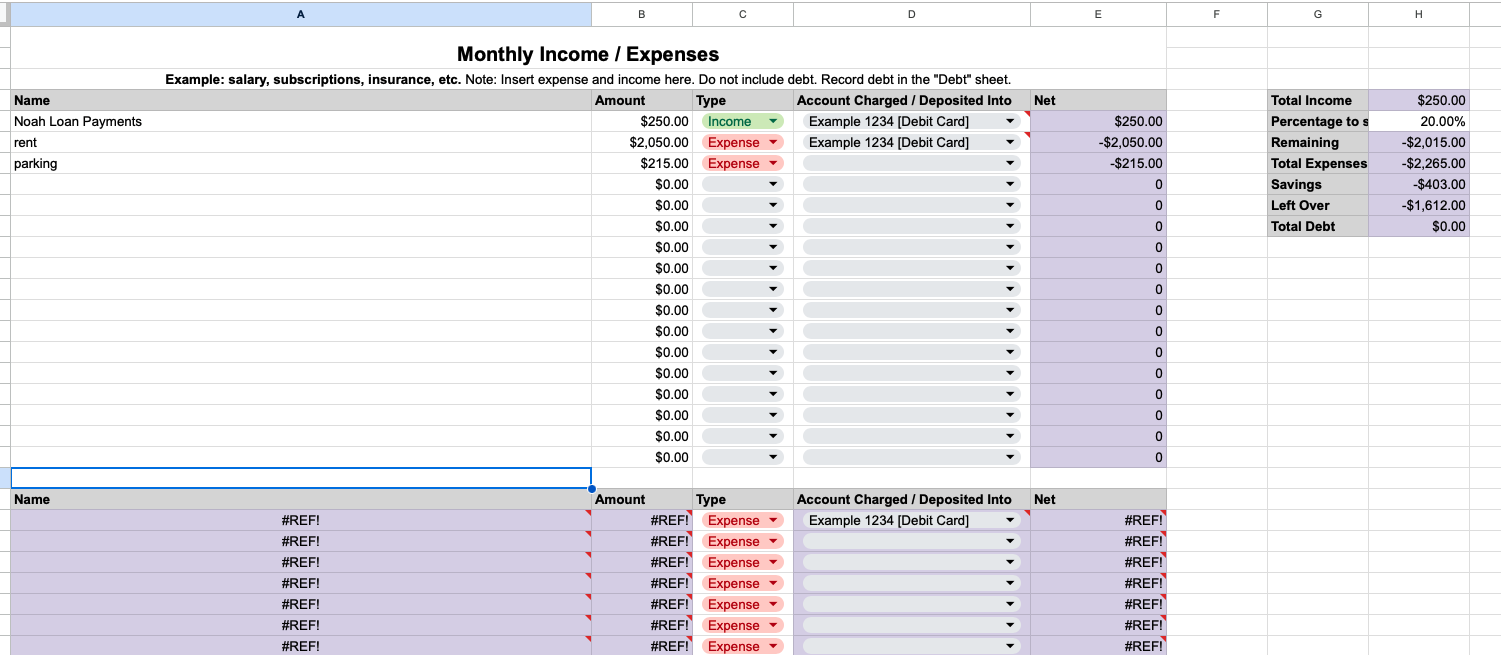 A B C D E F G H
Monthly Income / Expenses
Example: salary, subscriptions, insurance, etc. Note: Insert expense and income here. Do not include debt. Record debt in the "Debt" sheet.
Name Amount Type Account Charged / Deposited Into Net Total Income $250.00
Noah Loan Payments $250.00 Income Example 1234 [Debit Card] $250.00 Percentage to s 20.00%
rent $2,050.00 Expense Example 1234 [Debit Card] -$2,050.00 Remaining -$2,015.00
parking $215.00 Expense -$215.00 Total Expenses -$2,265.00
$0.00 0 Savings -$403.00
$0.00 0 Left Over -$1,612.00
$0.00 0 Total Debt $0.00
$0.00 0
$0.00 0
$0.00 0
$0.00 0
$0.00 0
$0.00 0
$0.00 0
$0.00 0
$0.00 0
$0.00 0
$0.00 0
Name Amount Type Account Charged / Deposited Into Net
#REF! #REF! Expense Example 1234 [Debit Card] #REF!
#REF! #REF! Expense #REF!
#REF! #REF! Expense #REF!
#REF! #REF! Expense #REF!
#REF! #REF! Expense #REF!
#REF! #REF! Expense #REF!
#REF! #REF! Expense #REF!